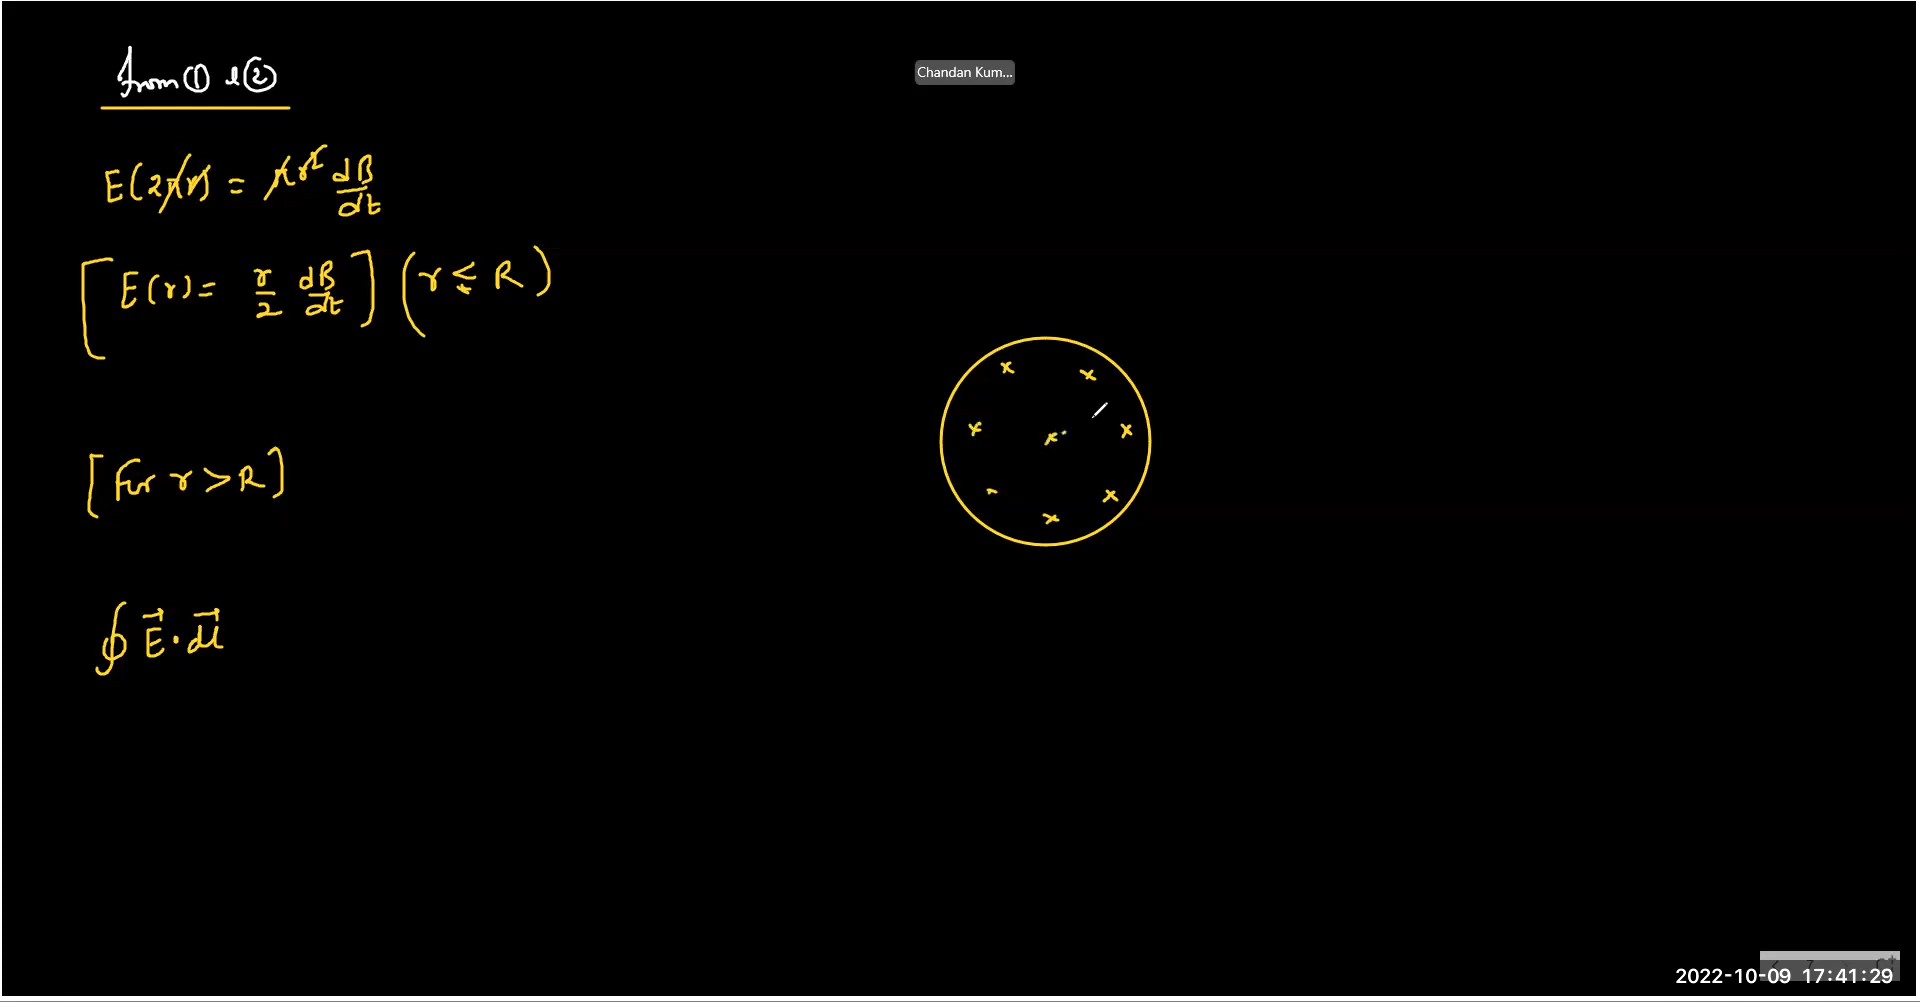 Chandan Kum...
from ① & ②
E(2πr) = πr² dB/dt
[E(r) = r/2 dB/dt] (r ≤ R)
[For r > R]
∮ E⃗ · dl⃗
2022-10-09 17:41:29